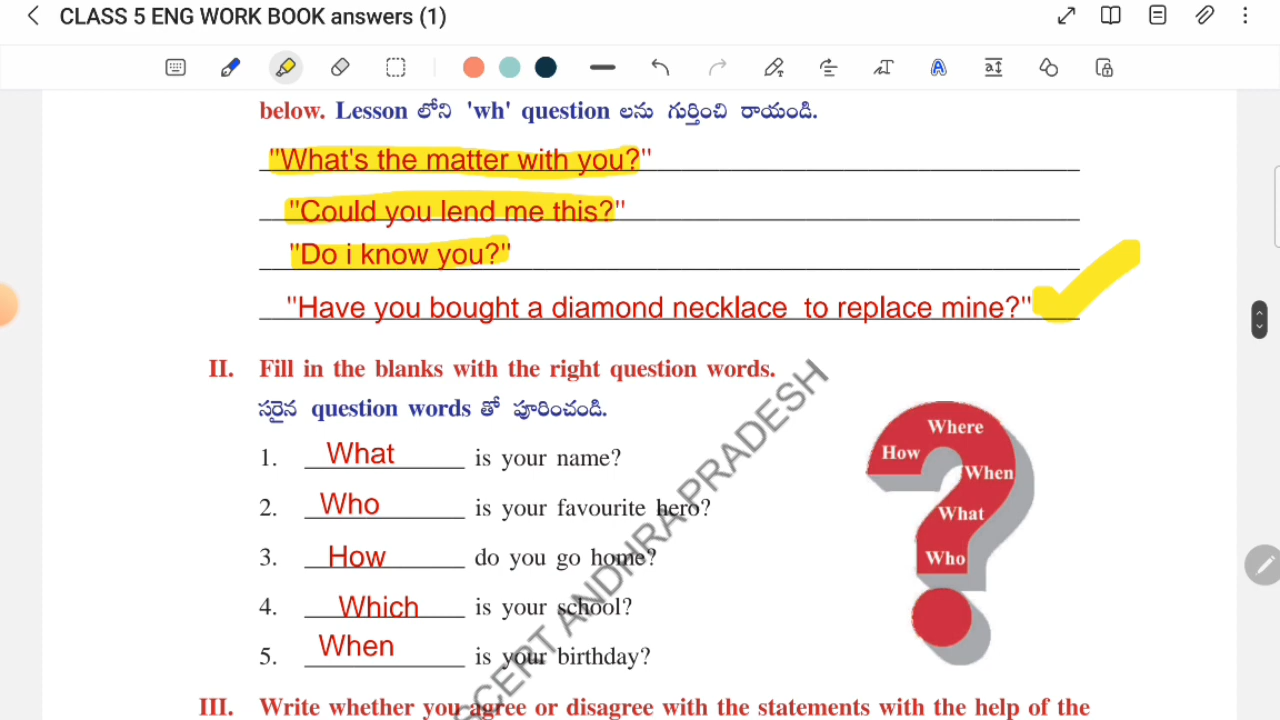 CLASS 5 ENG WORK BOOK answers (1)
below. Lesson లోని 'wh' question లను గుర్తించి రాయండి.
"What's the matter with you?"
"Could you lend me this?"
"Do i know you?"
"Have you bought a diamond necklace to replace mine?"
II. Fill in the blanks with the right question words.
సరైన question words తో పూరించండి.
1. What is your name?
2. Who is your favourite hero?
3. How do you go home?
4. Which is your school?
5. When is your birthday?
Where
How
When
What
Who
SCERT ANDHRA PRADESH
III. Write whether you agree or disagree with the statements with the help of the